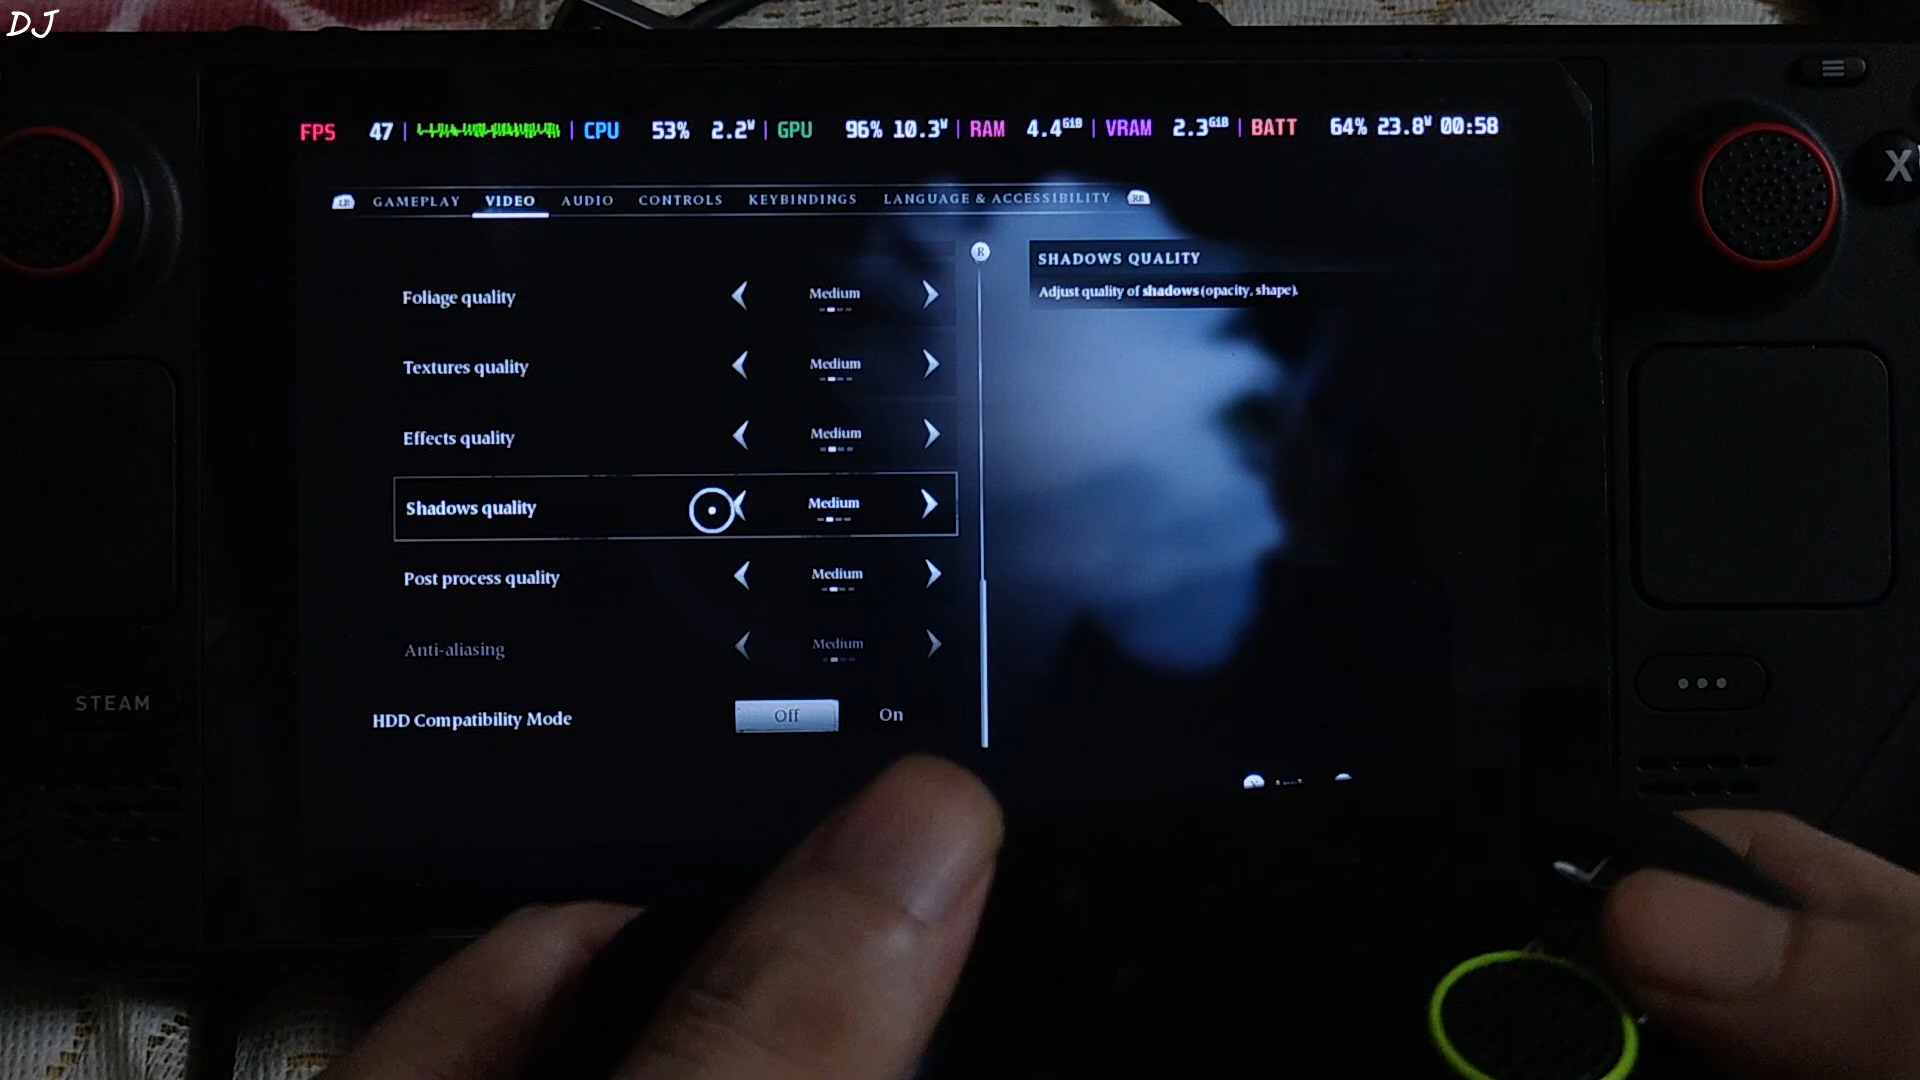 DJ
FPS 47 | CPU 53% 2.2W | GPU 96% 10.3W | RAM 4.4GiB | VRAM 2.3GiB | BATT 64% 23.8W 00:58
X
LB GAMEPLAY VIDEO AUDIO CONTROLS KEYBINDINGS LANGUAGE & ACCESSIBILITY RB
R
SHADOWS QUALITY
Adjust quality of shadows (opacity, shape).
Foliage quality Medium
Textures quality Medium
Effects quality Medium
Shadows quality Medium
Post process quality Medium
Anti-aliasing Medium
HDD Compatibility Mode Off On
STEAM